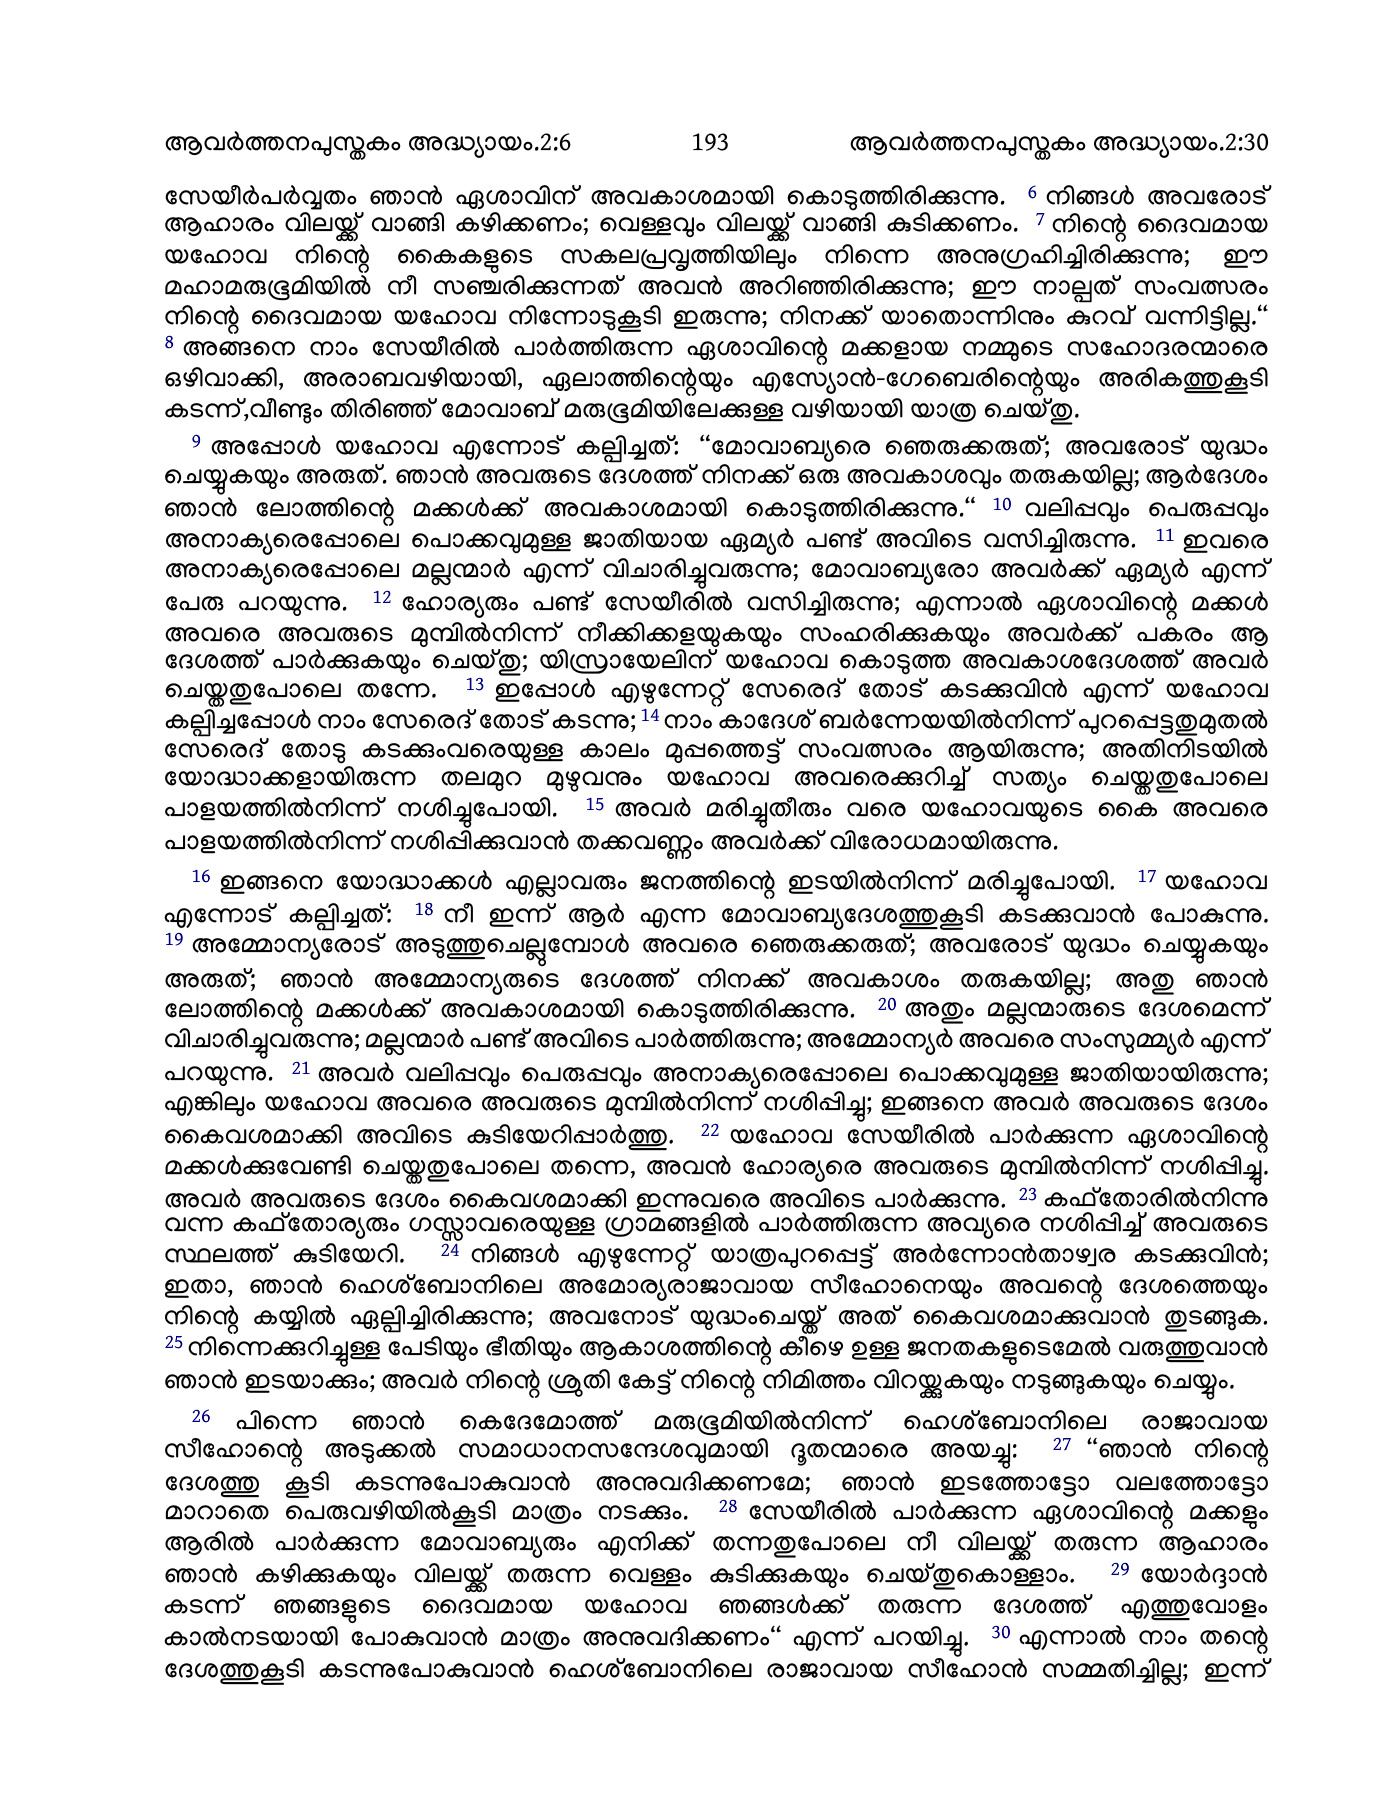 ആവർത്തനപുസ്തകം അദ്ധ്യായം.2:6 193 ആവർത്തനപുസ്തകം അദ്ധ്യായം.2:30
സേയീർപർവ്വതം ഞാൻ ഏശാവിന് അവകാശമായി കൊടുത്തിരിക്കുന്നു. 6 നിങ്ങൾ അവരോട്
ആഹാരം വിലയ്ക്ക് വാങ്ങി കഴിക്കണം; വെള്ളവും വിലയ്ക്ക് വാങ്ങി കുടിക്കണം. 7 നിന്റെ ദൈവമായ
യഹോവ നിന്റെ കൈകളുടെ സകലപ്രവൃത്തിയിലും നിന്നെ അനുഗ്രഹിച്ചിരിക്കുന്നു; ഈ
മഹാമരുഭൂമിയിൽ നീ സഞ്ചരിക്കുന്നത് അവൻ അറിഞ്ഞിരിക്കുന്നു; ഈ നാല്പത് സംവത്സരം
നിന്റെ ദൈവമായ യഹോവ നിന്നോടുകൂടി ഇരുന്നു; നിനക്ക് യാതൊന്നിനും കുറവ് വന്നിട്ടില്ല.“
8 അങ്ങനെ നാം സേയീരിൽ പാർത്തിരുന്ന ഏശാവിന്റെ മക്കളായ നമ്മുടെ സഹോദരന്മാരെ
ഒഴിവാക്കി, അരാബവഴിയായി, ഏലാത്തിന്റെയും എസ്യോൻ-ഗേബെരിന്റെയും അരികത്തുകൂടി
കടന്ന്,വീണ്ടും തിരിഞ്ഞ് മോവാബ് മരുഭൂമിയിലേക്കുള്ള വഴിയായി യാത്ര ചെയ്തു.
9 അപ്പോൾ യഹോവ എന്നോട് കല്പിച്ചത്: “മോവാബ്യരെ ഞെരുക്കരുത്; അവരോട് യുദ്ധം
ചെയ്യുകയും അരുത്. ഞാൻ അവരുടെ ദേശത്ത് നിനക്ക് ഒരു അവകാശവും തരുകയില്ല; ആർദേശം
ഞാൻ ലോത്തിന്റെ മക്കൾക്ക് അവകാശമായി കൊടുത്തിരിക്കുന്നു.“ 10 വലിപ്പവും പെരുപ്പവും
അനാക്യരെപ്പോലെ പൊക്കവുമുള്ള ജാതിയായ ഏമ്യർ പണ്ട് അവിടെ വസിച്ചിരുന്നു. 11 ഇവരെ
അനാക്യരെപ്പോലെ മല്ലന്മാർ എന്ന് വിചാരിച്ചുവരുന്നു; മോവാബ്യരോ അവർക്ക് ഏമ്യർ എന്ന്
പേരു പറയുന്നു. 12 ഹോര്യരും പണ്ട് സേയീരിൽ വസിച്ചിരുന്നു; എന്നാൽ ഏശാവിന്റെ മക്കൾ
അവരെ അവരുടെ മുമ്പിൽനിന്ന് നീക്കിക്കളയുകയും സംഹരിക്കുകയും അവർക്ക് പകരം ആ
ദേശത്ത് പാർക്കുകയും ചെയ്തു; യിസ്രായേലിന് യഹോവ കൊടുത്ത അവകാശദേശത്ത് അവർ
ചെയ്തതുപോലെ തന്നേ. 13 ഇപ്പോൾ എഴുന്നേറ്റ് സേരെദ് തോട് കടക്കുവിൻ എന്ന് യഹോവ
കല്പിച്ചപ്പോൾ നാം സേരെദ് തോട് കടന്നു; 14 നാം കാദേശ് ബർന്നേയയിൽനിന്ന് പുറപ്പെട്ടതുമുതൽ
സേരെദ് തോടു കടക്കുംവരെയുള്ള കാലം മുപ്പത്തെട്ട് സംവത്സരം ആയിരുന്നു; അതിനിടയിൽ
യോദ്ധാക്കളായിരുന്ന തലമുറ മുഴുവനും യഹോവ അവരെക്കുറിച്ച് സത്യം ചെയ്തതുപോലെ
പാളയത്തിൽനിന്ന് നശിച്ചുപോയി. 15 അവർ മരിച്ചുതീരും വരെ യഹോവയുടെ കൈ അവരെ
പാളയത്തിൽനിന്ന് നശിപ്പിക്കുവാൻ തക്കവണ്ണം അവർക്ക് വിരോധമായിരുന്നു.
16 ഇങ്ങനെ യോദ്ധാക്കൾ എല്ലാവരും ജനത്തിന്റെ ഇടയിൽനിന്ന് മരിച്ചുപോയി. 17 യഹോവ
എന്നോട് കല്പിച്ചത്: 18 നീ ഇന്ന് ആർ എന്ന മോവാബ്യദേശത്തുകൂടി കടക്കുവാൻ പോകുന്നു.
19 അമ്മോന്യരോട് അടുത്തുചെല്ലുമ്പോൾ അവരെ ഞെരുക്കരുത്; അവരോട് യുദ്ധം ചെയ്യുകയും
അരുത്; ഞാൻ അമ്മോന്യരുടെ ദേശത്ത് നിനക്ക് അവകാശം തരുകയില്ല; അതു ഞാൻ
ലോത്തിന്റെ മക്കൾക്ക് അവകാശമായി കൊടുത്തിരിക്കുന്നു. 20 അതും മല്ലന്മാരുടെ ദേശമെന്ന്
വിചാരിച്ചുവരുന്നു; മല്ലന്മാർ പണ്ട് അവിടെ പാർത്തിരുന്നു; അമ്മോന്യർ അവരെ സംസുമ്മ്യർ എന്ന്
പറയുന്നു. 21 അവർ വലിപ്പവും പെരുപ്പവും അനാക്യരെപ്പോലെ പൊക്കവുമുള്ള ജാതിയായിരുന്നു;
എങ്കിലും യഹോവ അവരെ അവരുടെ മുമ്പിൽനിന്ന് നശിപ്പിച്ചു; ഇങ്ങനെ അവർ അവരുടെ ദേശം
കൈവശമാക്കി അവിടെ കുടിയേറിപ്പാർത്തു. 22 യഹോവ സേയീരിൽ പാർക്കുന്ന ഏശാവിന്റെ
മക്കൾക്കുവേണ്ടി ചെയ്തതുപോലെ തന്നെ, അവൻ ഹോര്യരെ അവരുടെ മുമ്പിൽനിന്ന് നശിപ്പിച്ചു.
അവർ അവരുടെ ദേശം കൈവശമാക്കി ഇന്നുവരെ അവിടെ പാർക്കുന്നു. 23 കഫ്തോരിൽനിന്നു
വന്ന കഫ്തോര്യരും ഗസ്സാവരെയുള്ള ഗ്രാമങ്ങളിൽ പാർത്തിരുന്ന അവ്യരെ നശിപ്പിച്ച് അവരുടെ
സ്ഥലത്ത് കുടിയേറി. 24 നിങ്ങൾ എഴുന്നേറ്റ് യാത്രപുറപ്പെട്ട് അർന്നോൻതാഴ്വര കടക്കുവിൻ;
ഇതാ, ഞാൻ ഹെശ്ബോനിലെ അമോര്യരാജാവായ സീഹോനെയും അവന്റെ ദേശത്തെയും
നിന്റെ കയ്യിൽ ഏല്പിച്ചിരിക്കുന്നു; അവനോട് യുദ്ധംചെയ്ത് അത് കൈവശമാക്കുവാൻ തുടങ്ങുക.
25 നിന്നെക്കുറിച്ചുള്ള പേടിയും ഭീതിയും ആകാശത്തിന്റെ കീഴെ ഉള്ള ജനതകളുടെമേൽ വരുത്തുവാൻ
ഞാൻ ഇടയാക്കും; അവർ നിന്റെ ശ്രുതി കേട്ട് നിന്റെ നിമിത്തം വിറയ്ക്കുകയും നടുങ്ങുകയും ചെയ്യും.
26 പിന്നെ ഞാൻ കെദേമോത്ത് മരുഭൂമിയിൽനിന്ന് ഹെശ്ബോനിലെ രാജാവായ
സീഹോന്റെ അടുക്കൽ സമാധാനസന്ദേശവുമായി ദൂതന്മാരെ അയച്ചു: 27 “ഞാൻ നിന്റെ
ദേശത്തു കൂടി കടന്നുപോകുവാൻ അനുവദിക്കണമേ; ഞാൻ ഇടത്തോട്ടോ വലത്തോട്ടോ
മാറാതെ പെരുവഴിയിൽകൂടി മാത്രം നടക്കും. 28 സേയീരിൽ പാർക്കുന്ന ഏശാവിന്റെ മക്കളും
ആരിൽ പാർക്കുന്ന മോവാബ്യരും എനിക്ക് തന്നതുപോലെ നീ വിലയ്ക്ക് തരുന്ന ആഹാരം
ഞാൻ കഴിക്കുകയും വിലയ്ക്ക് തരുന്ന വെള്ളം കുടിക്കുകയും ചെയ്തുകൊള്ളാം. 29 യോർദ്ദാൻ
കടന്ന് ഞങ്ങളുടെ ദൈവമായ യഹോവ ഞങ്ങൾക്ക് തരുന്ന ദേശത്ത് എത്തുവോളം
കാൽനടയായി പോകുവാൻ മാത്രം അനുവദിക്കണം“ എന്ന് പറയിച്ചു. 30 എന്നാൽ നാം തന്റെ
ദേശത്തുകൂടി കടന്നുപോകുവാൻ ഹെശ്ബോനിലെ രാജാവായ സീഹോൻ സമ്മതിച്ചില്ല; ഇന്ന്